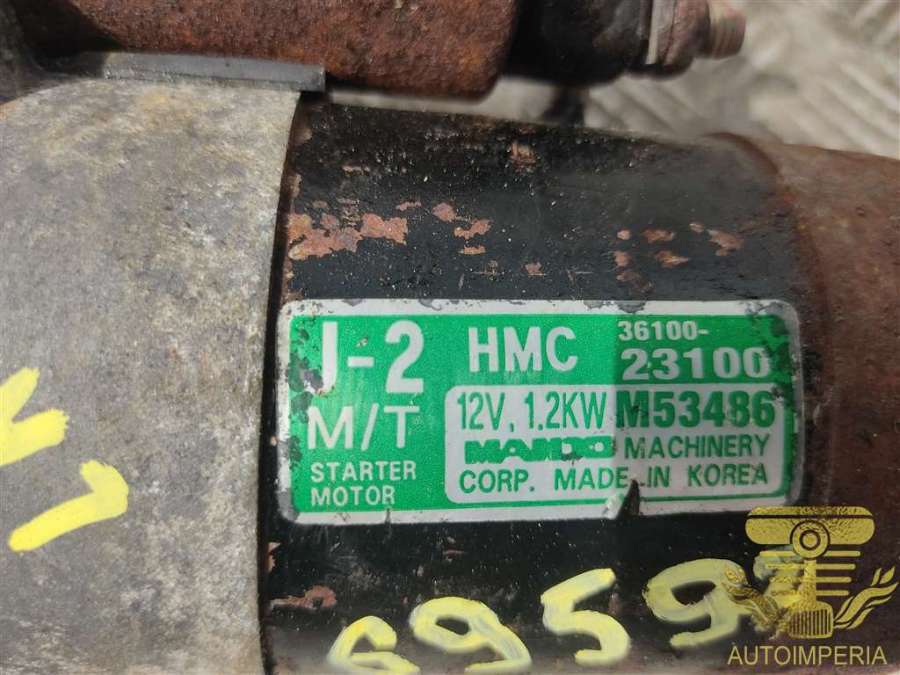 J-2 HMC 36100-
23100
M/T 12V, 1.2KW M53486
STARTER MANDO MACHINERY
MOTOR CORP. MADE IN KOREA
6959
AUTOIMPERIA